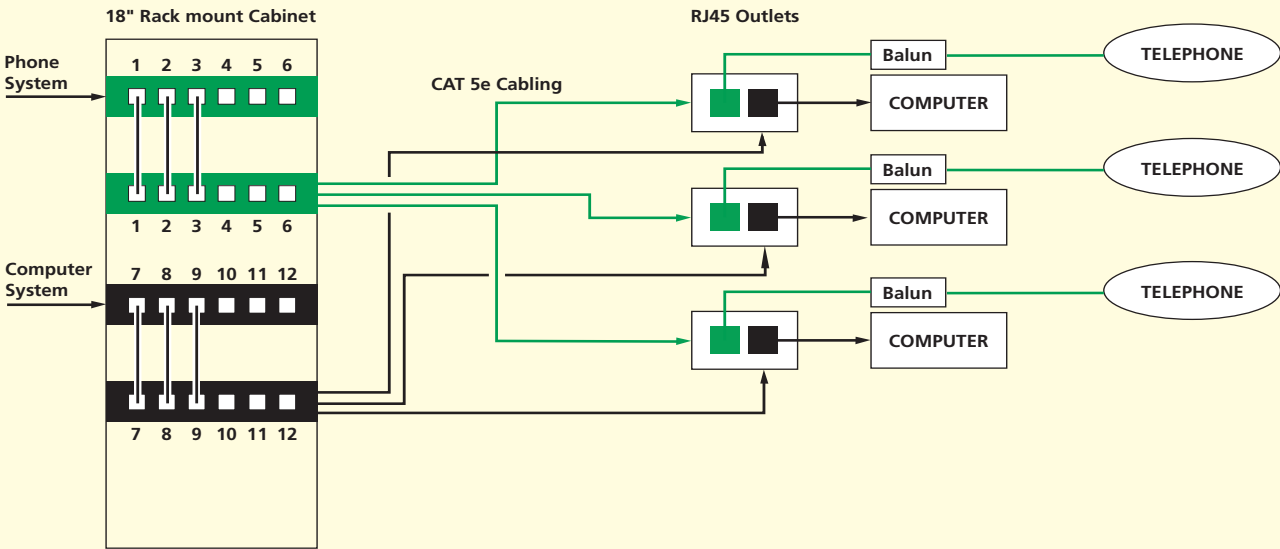 18" Rack mount Cabinet
RJ45 Outlets
Phone
System
1 2 3 4 5 6
CAT 5e Cabling
Balun
TELEPHONE
COMPUTER
Balun
TELEPHONE
COMPUTER
1 2 3 4 5 6
Computer
System
7 8 9 10 11 12
Balun
TELEPHONE
COMPUTER
7 8 9 10 11 12